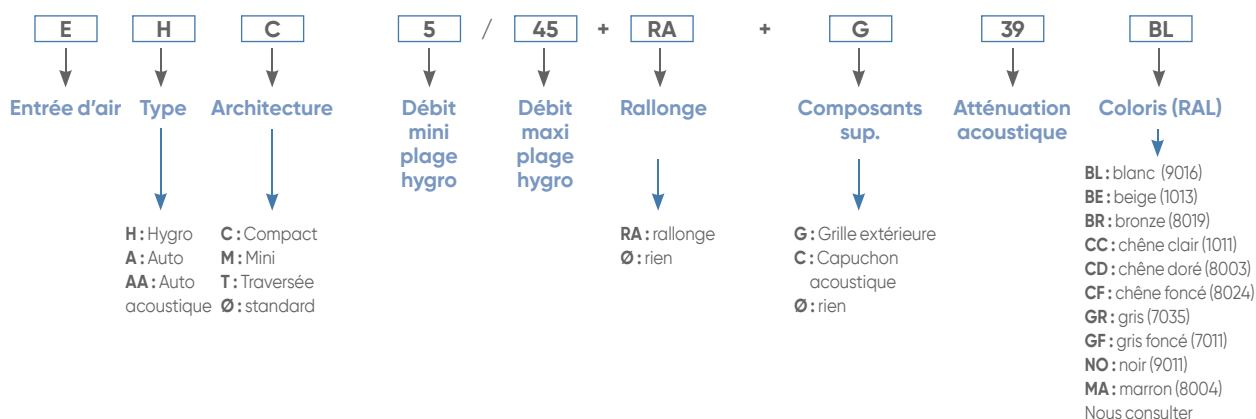 E H C 5 / 45 + RA + G 39 BL
Entrée d'air Type Architecture Débit mini plage hygro Débit maxi plage hygro Rallonge Composants sup. Atténuation acoustique Coloris (RAL)
H : Hygro
A : Auto
AA : Auto
acoustique
C : Compact
M : Mini
T : Traversée
Ø : standard
RA : rallonge
Ø : rien
G : Grille extérieure
C : Capuchon
acoustique
Ø : rien
BL : blanc (9016)
BE : beige (1013)
BR : bronze (8019)
CC : chêne clair (1011)
CD : chêne doré (8003)
CF : chêne foncé (8024)
GR : gris (7035)
GF : gris foncé (7011)
NO : noir (9011)
MA : marron (8004)
Nous consulter